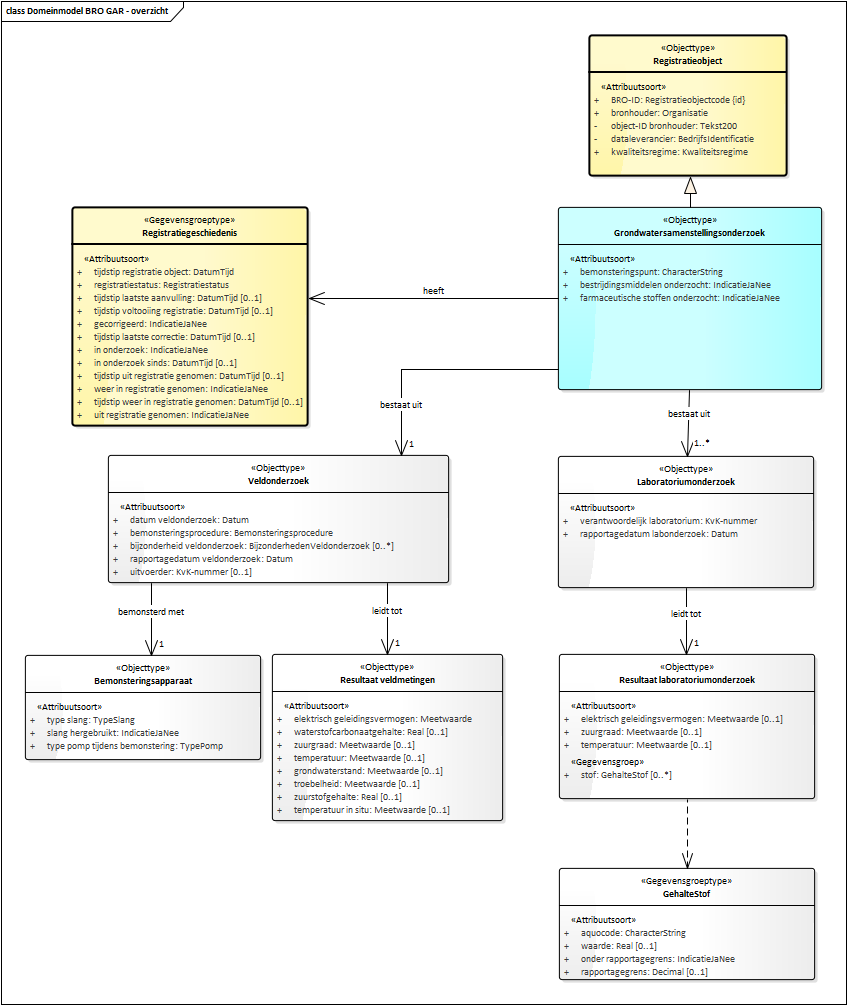 class Domeinmodel BRO GAR - overzicht
«Objecttype»
Registratieobject
«Attribuutsoort»
+ BRO-ID: Registratieobjectcode {id}
+ bronhouder: Organisatie
- object-ID bronhouder: Tekst200
- dataleverancier: BedrijfsIdentificatie
+ kwaliteitsregime: Kwaliteitsregime
«Gegevensgroeptype»
Registratiegeschiedenis
«Attribuutsoort»
+ tijdstip registratie object: DatumTijd
+ registratiestatus: Registratiestatus
+ tijdstip laatste aanvulling: DatumTijd [0..1]
+ tijdstip voltooiing registratie: DatumTijd [0..1]
+ gecorrigeerd: IndicatieJaNee
+ tijdstip laatste correctie: DatumTijd [0..1]
+ in onderzoek: IndicatieJaNee
+ in onderzoek sinds: DatumTijd [0..1]
+ tijdstip uit registratie genomen: DatumTijd [0..1]
+ weer in registratie genomen: IndicatieJaNee
+ tijdstip weer in registratie genomen: DatumTijd [0..1]
+ uit registratie genomen: IndicatieJaNee
«Objecttype»
Grondwatersamenstellingsonderzoek
«Attribuutsoort»
+ bemonsteringspunt: CharacterString
+ bestrijdingsmiddelen onderzocht: IndicatieJaNee
+ farmaceutische stoffen onderzocht: IndicatieJaNee
heeft
bestaat uit
1
bestaat uit
1..*
«Objecttype»
Veldonderzoek
«Attribuutsoort»
+ datum veldonderzoek: Datum
+ bemonsteringsprocedure: Bemonsteringsprocedure
+ bijzonderheid veldonderzoek: BijzonderhedenVeldonderzoek [0..*]
+ rapportagedatum veldonderzoek: Datum
+ uitvoerder: KvK-nummer [0..1]
«Objecttype»
Laboratoriumonderzoek
«Attribuutsoort»
+ verantwoordelijk laboratorium: KvK-nummer
+ rapportagedatum labonderzoek: Datum
bemonsterd met
1
leidt tot
1
leidt tot
1
«Objecttype»
Bemonsteringsapparaat
«Attribuutsoort»
+ type slang: TypeSlang
+ slang hergebruikt: IndicatieJaNee
+ type pomp tijdens bemonstering: TypePomp
«Objecttype»
Resultaat veldmetingen
«Attribuutsoort»
+ elektrisch geleidingsvermogen: Meetwaarde
+ waterstofcarbonaatgehalte: Real [0..1]
+ zuurgraad: Meetwaarde [0..1]
+ temperatuur: Meetwaarde [0..1]
+ grondwaterstand: Meetwaarde [0..1]
+ troebelheid: Meetwaarde [0..1]
+ zuurstofgehalte: Real [0..1]
+ temperatuur in situ: Meetwaarde [0..1]
«Objecttype»
Resultaat laboratoriumonderzoek
«Attribuutsoort»
+ elektrisch geleidingsvermogen: Meetwaarde [0..1]
+ zuurgraad: Meetwaarde [0..1]
+ temperatuur: Meetwaarde [0..1]
«Gegevensgroep»
+ stof: GehalteStof [0..*]
«Gegevensgroeptype»
GehalteStof
«Attribuutsoort»
+ aquocode: CharacterString
+ waarde: Real [0..1]
+ onder rapportagegrens: IndicatieJaNee
+ rapportagegrens: Decimal [0..1]